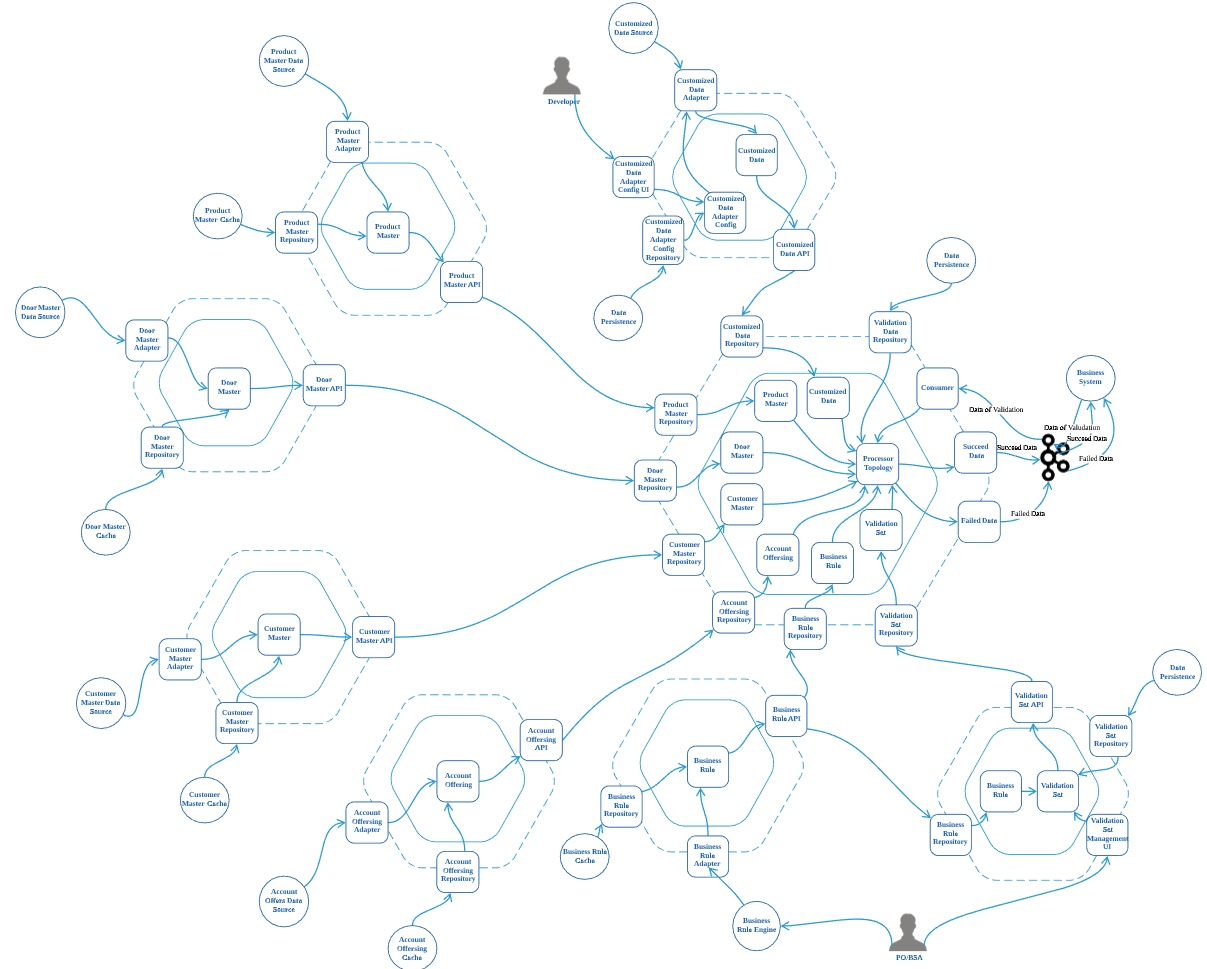 Customized
Data Source
Product
Master Data
Source
Developer
Customized
Data
Adapter
Product
Master
Adapter
Customized
Data
Customized
Data
Adapter
Config UI
Customized
Data
Adapter
Config
Product
Master Cache
Product
Master
Repository
Product
Master
Customized
Data
Adapter
Config
Repository
Customized
Data API
Data
Persistence
Product
Master API
Door Master
Data Source
Data
Persistence
Door
Master
Adapter
Customized
Data
Repository
Validation
Data
Repository
Door
Master
Door
Master API
Business
System
Consumer
Product
Master
Customized
Data
Product
Master
Repository
Data of Validation
Data of Valudation
Succeed Data
Succeed Data
Failed Data
Failed Data
Door
Master
Repository
Door
Master
Succeed
Data
Processor
Topology
Door
Master
Repository
Customer
Master
Door Master
Cache
Failed Data
Validation
Set
Customer
Master
Repository
Account
Offering
Business
Rule
Account
Offersing
Repository
Business
Rule
Repository
Validation
Set
Repository
Customer
Master
Customer
Master API
Customer
Master
Adapter
Data
Persistence
Customer
Master Data
Source
Customer
Master
Repository
Validation
Set API
Business
Rule API
Validation
Set
Repository
Account
Offersing
API
Business
Rule
Account
Offering
Business
Rule
Validation
Set
Customer
Master Cache
Business
Rule
Repository
Account
Offersing
Adapter
Business
Rule
Repository
Validation
Set
Management
UI
Business Rule
Cache
Business
Rule
Adapter
Account
Offersing
Repository
Account
Offers Data
Source
Business
Rule Engine
Account
Offersing
Cache
PO/BSA